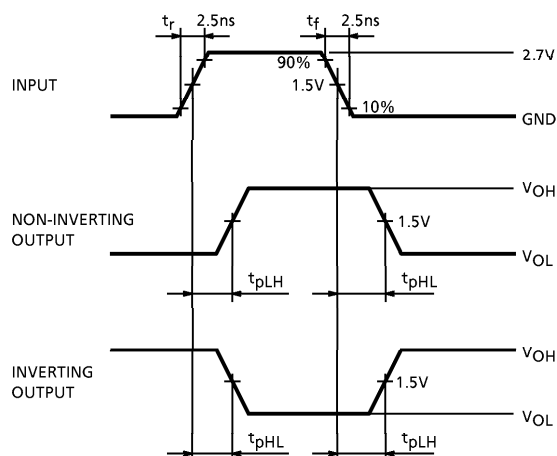 tr 2.5ns tf 2.5ns
2.7V
90%
INPUT 1.5V
10%
GND
VOH
NON-INVERTING
OUTPUT
1.5V
VOL
tpLH tpHL
VOH
INVERTING
OUTPUT
1.5V
VOL
tpHL tpLH